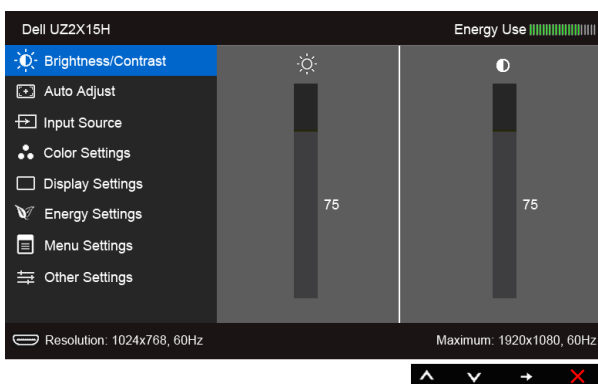 Dell UZ2X15H
Energy Use
Brightness/Contrast
Auto Adjust
Input Source
Color Settings
Display Settings
Energy Settings
Menu Settings
Other Settings
75
75
Resolution: 1024x768, 60Hz
Maximum: 1920x1080, 60Hz